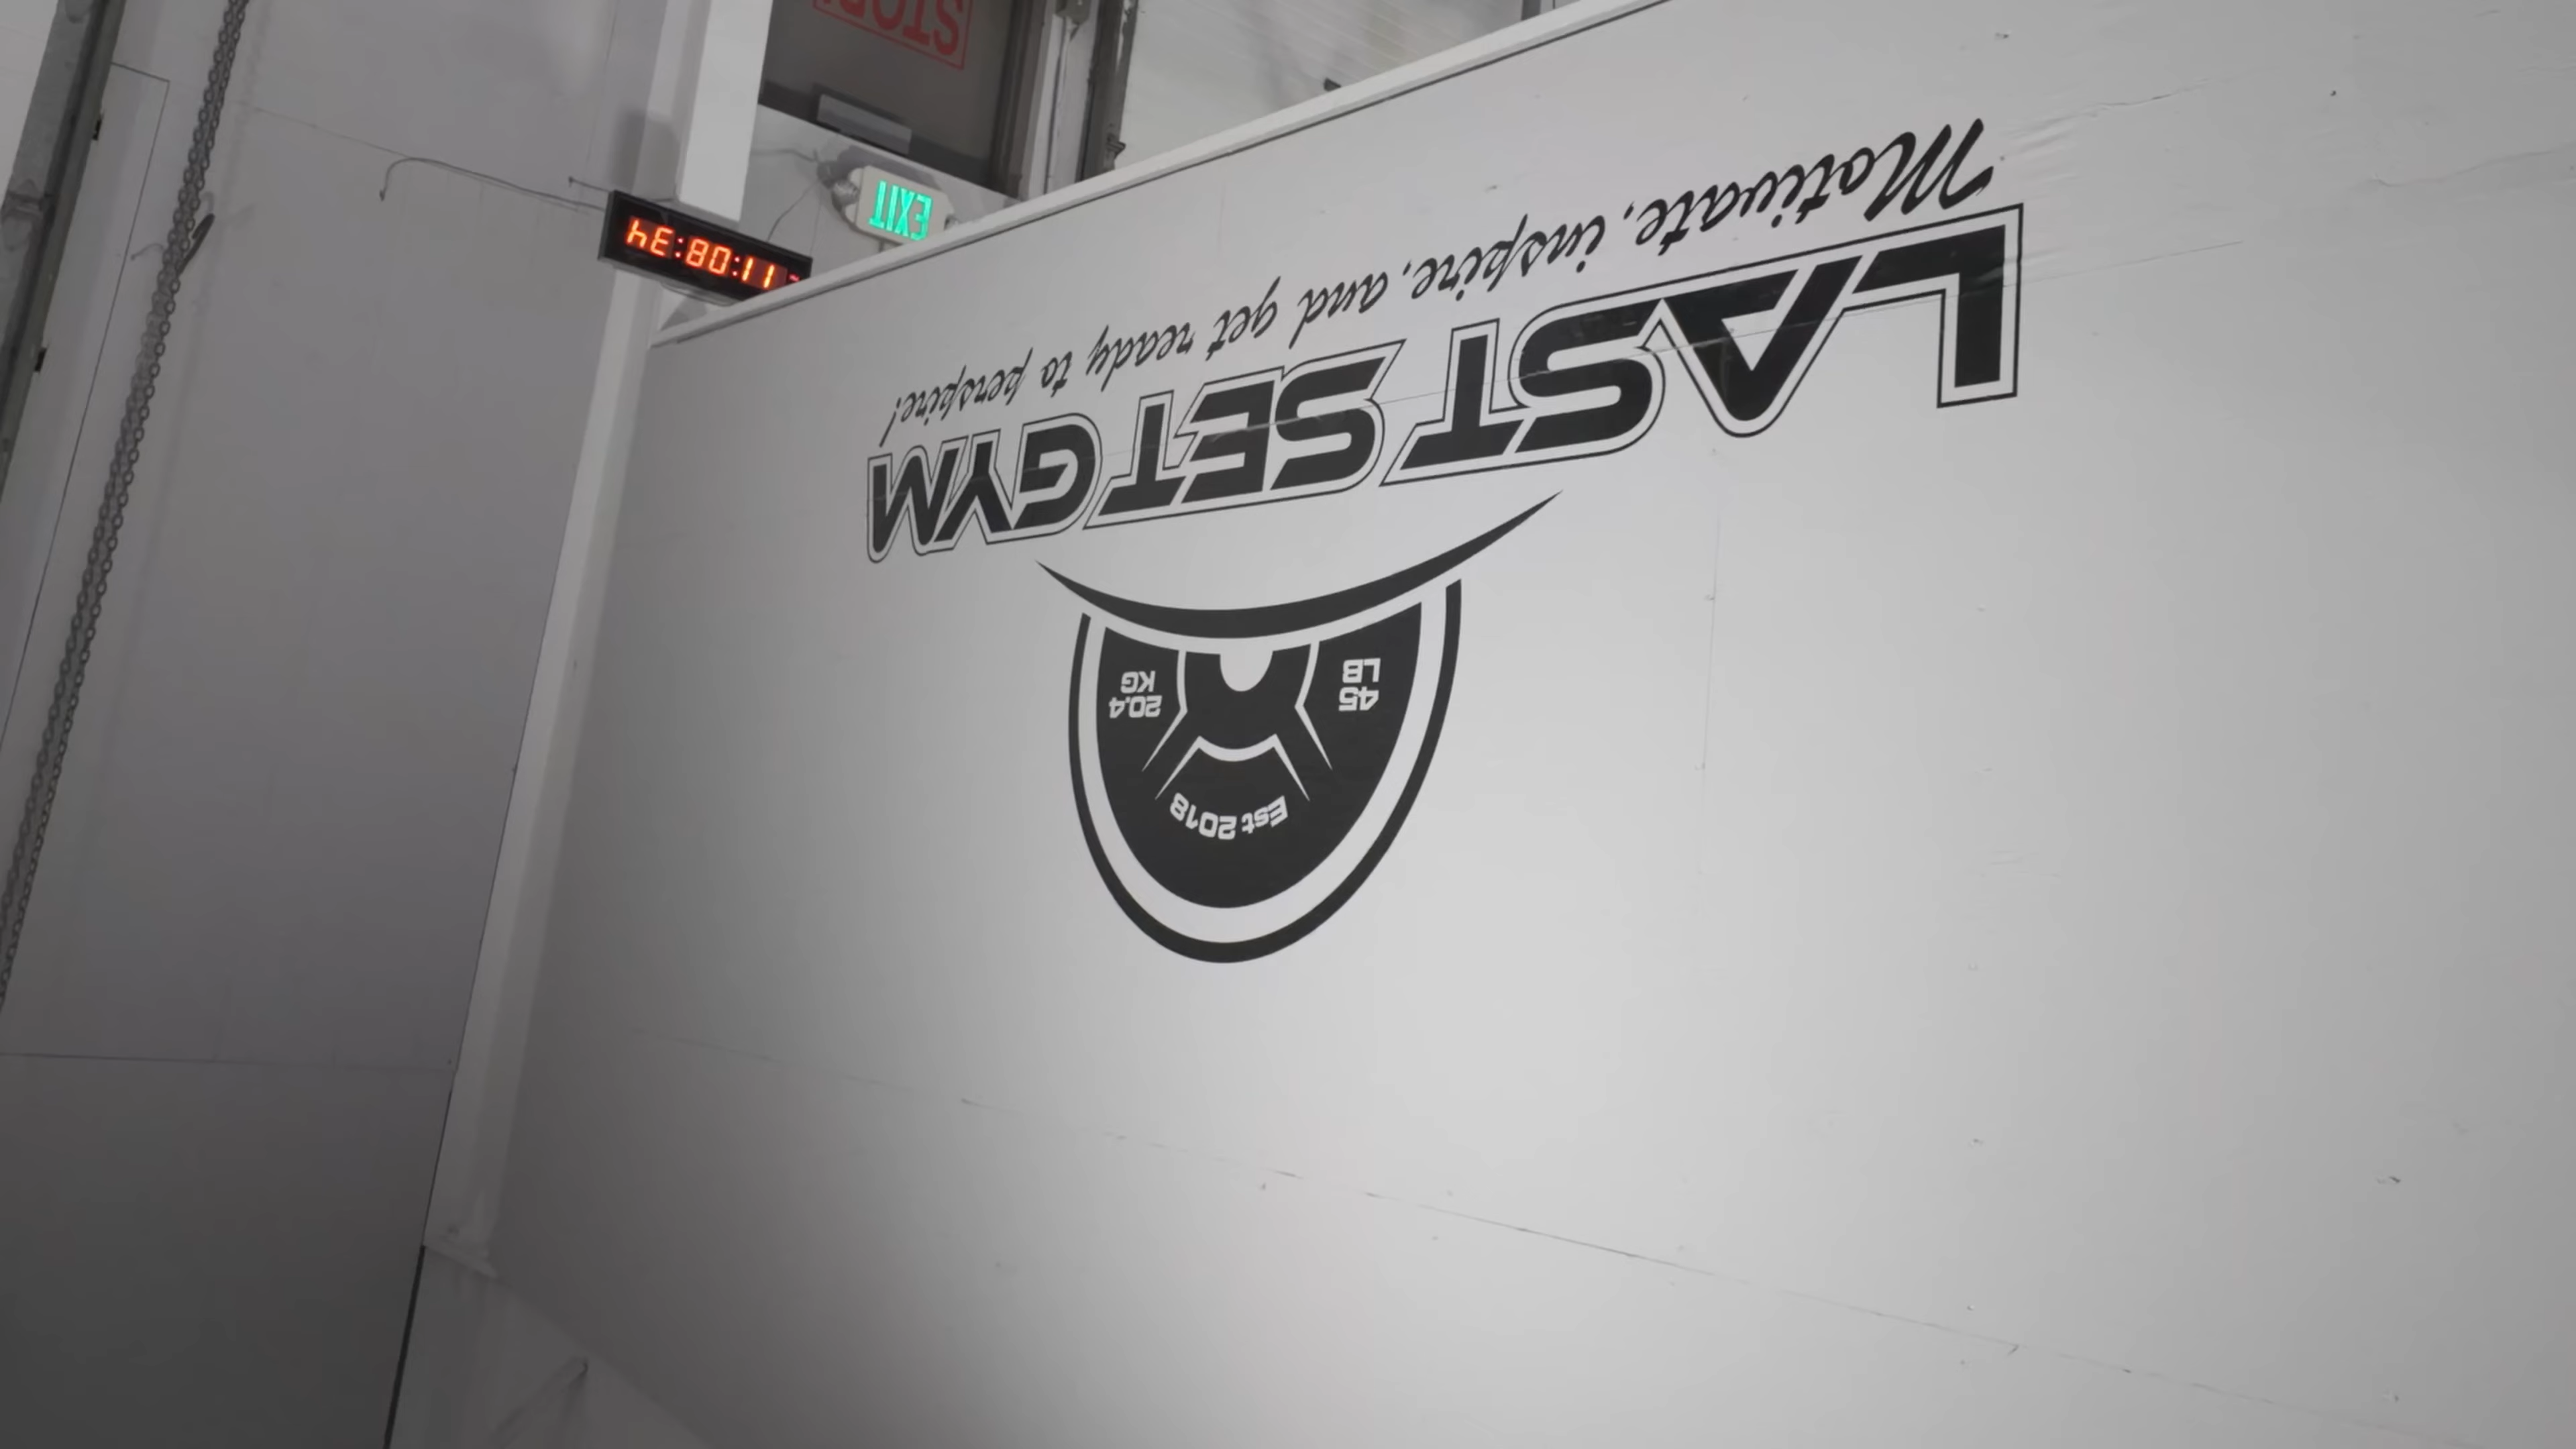 Est 2018
45
LB
20.4
KG
LAST SET GYM
Motivate, inspire, and get ready to perspire!
11:08:34
EXIT